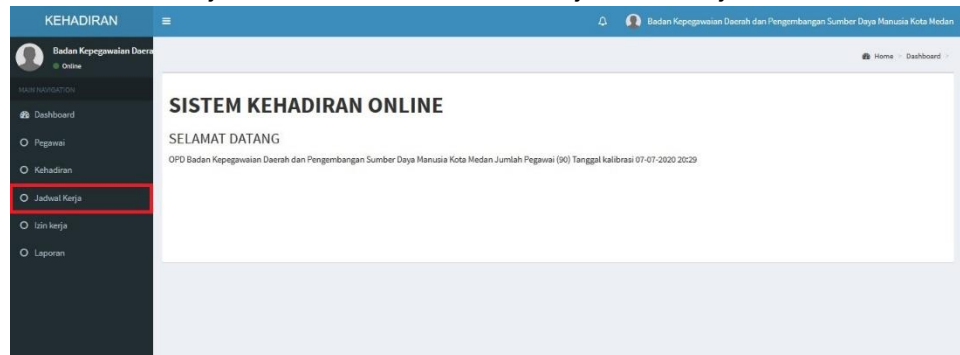 KEHADIRAN
Badan Kepegawaian Daerah dan Pengembangan Sumber Daya Manusia Kota Medan
Badan Kepegawaian Daera
Online
Home > Dashboard >
MAIN NAVIGATION
Dashboard
Pegawai
Kehadiran
Jadwal Kerja
Izin kerja
Laporan
SISTEM KEHADIRAN ONLINE
SELAMAT DATANG
OPD Badan Kepegawaian Daerah dan Pengembangan Sumber Daya Manusia Kota Medan Jumlah Pegawai (90) Tanggal kalibrasi 07-07-2020 20:29